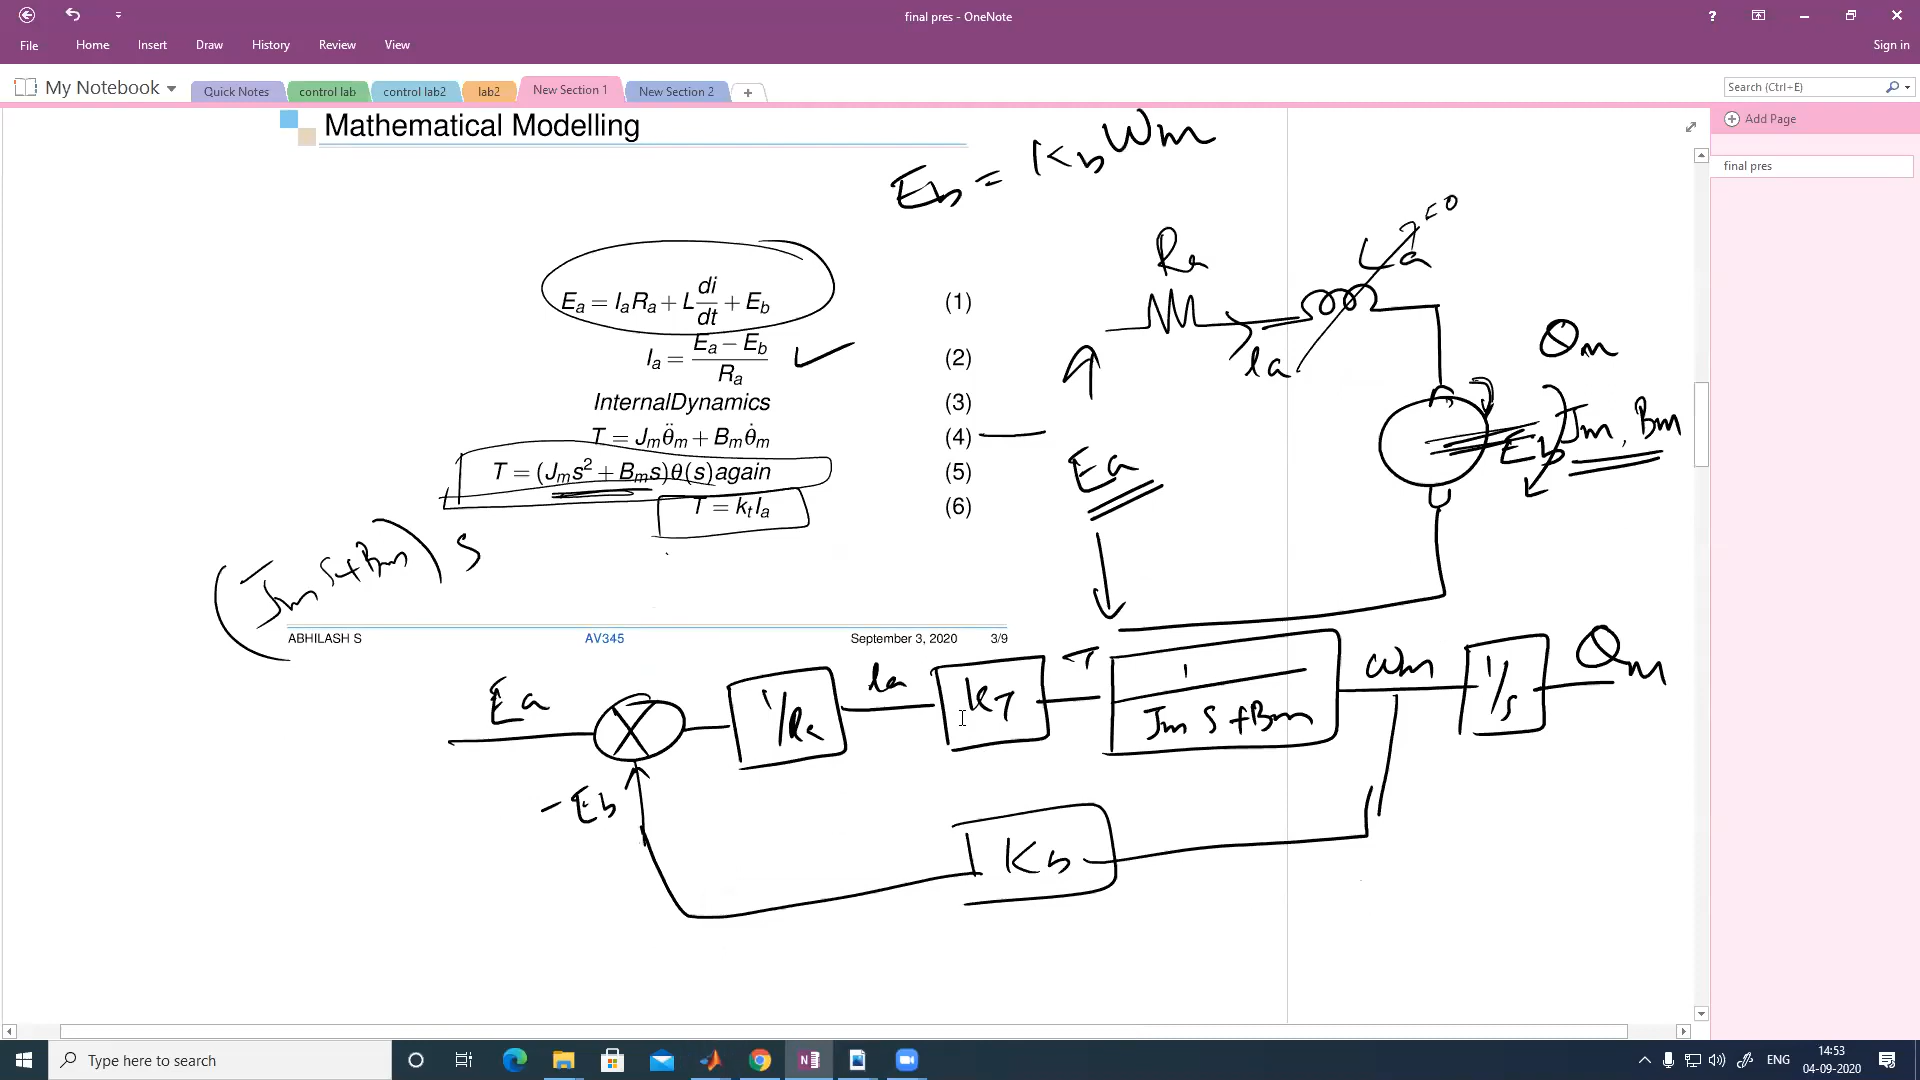 final pres - OneNote
File Home Insert Draw History Review View Sign in
My Notebook Quick Notes control lab control lab2 lab2 New Section 1 New Section 2 Search (Ctrl+E)
Add Page
final pres
Mathematical Modelling
Eb = Kb Wm
Ea = IaRa + L di/dt + Eb (1)
Ia = Ea − Eb / Ra (2)
InternalDynamics (3)
T = Jmθ̈m + Bmθ̇m (4)
T = (Jms² + Bms)θ(s)again (5)
T = ktIa (6)
Ra
La = 0
Ia
θm
Eb Jm, Bm
Ea
(Jm S + Bm) S
ABHILASH S AV345 September 3, 2020 3/9
Ea 1/Ra Ia KT T 1 / Jm S + Bm Wm 1/s θm
- Eb
Kb
Type here to search
ENG
14:53
04-09-2020